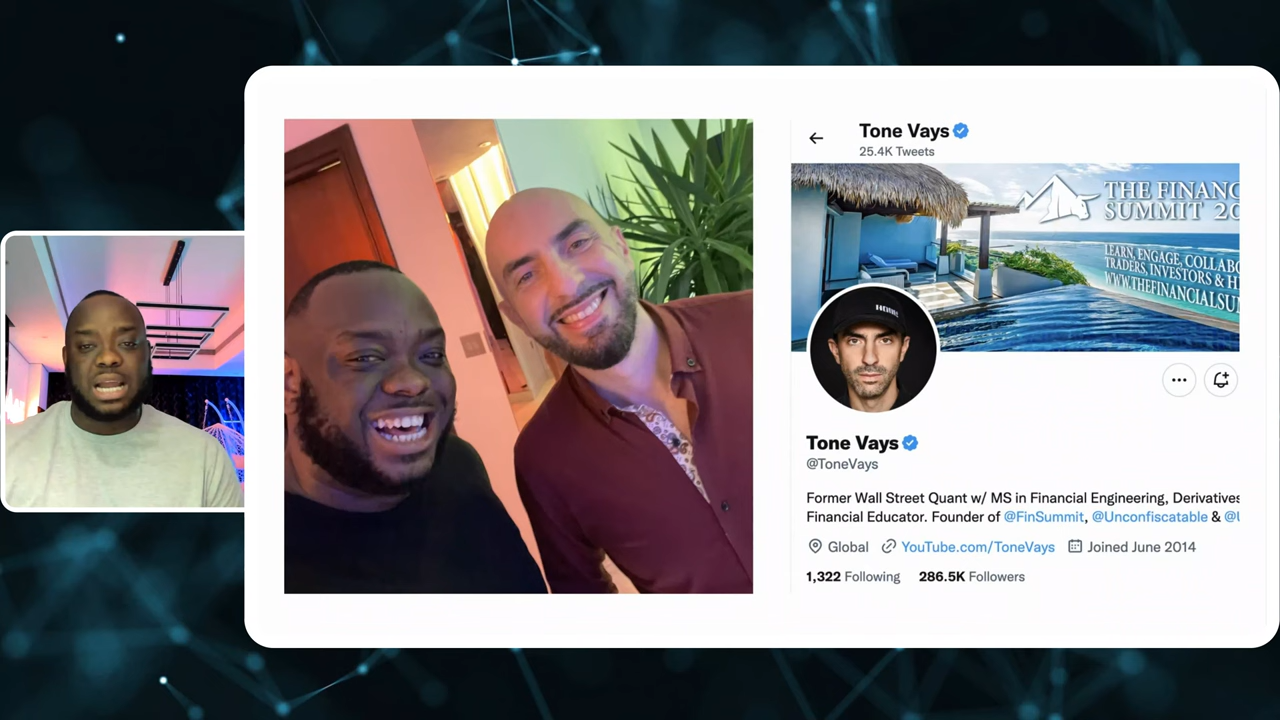 Tone Vays
25.4K Tweets
THE FINANC
SUMMIT 20
LEARN, ENGAGE, COLLABO
TRADERS, INVESTORS & H
WWW.THEFINANCIALSU
Tone Vays
@ToneVays
Former Wall Street Quant w/ MS in Financial Engineering, Derivatives
Financial Educator. Founder of @FinSummit, @Unconfiscatable & @U
Global YouTube.com/ToneVays Joined June 2014
1,322 Following 286.5K Followers